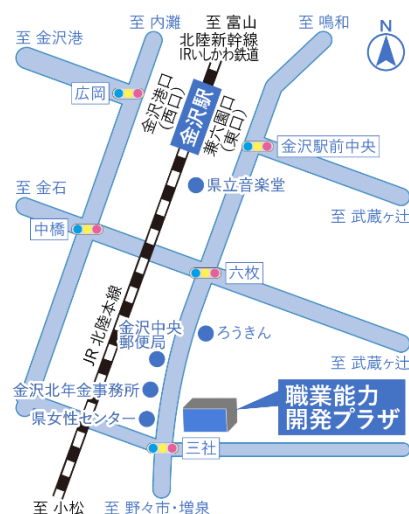 至 内灘
至 富山
至 鳴和
至 金沢港
北陸新幹線
IRいしかわ鉄道
N
広岡
金沢港口
(西口)
金沢駅
兼六園口
(東口)
金沢駅前中央
県立音楽堂
至 金石
至 武蔵ヶ辻
中橋
六枚
JR 北陸本線
金沢中央
郵便局
ろうきん
至 武蔵ヶ辻
金沢北年金事務所
職業能力
開発プラザ
県女性センター
三社
至 小松
至 野々市・増泉